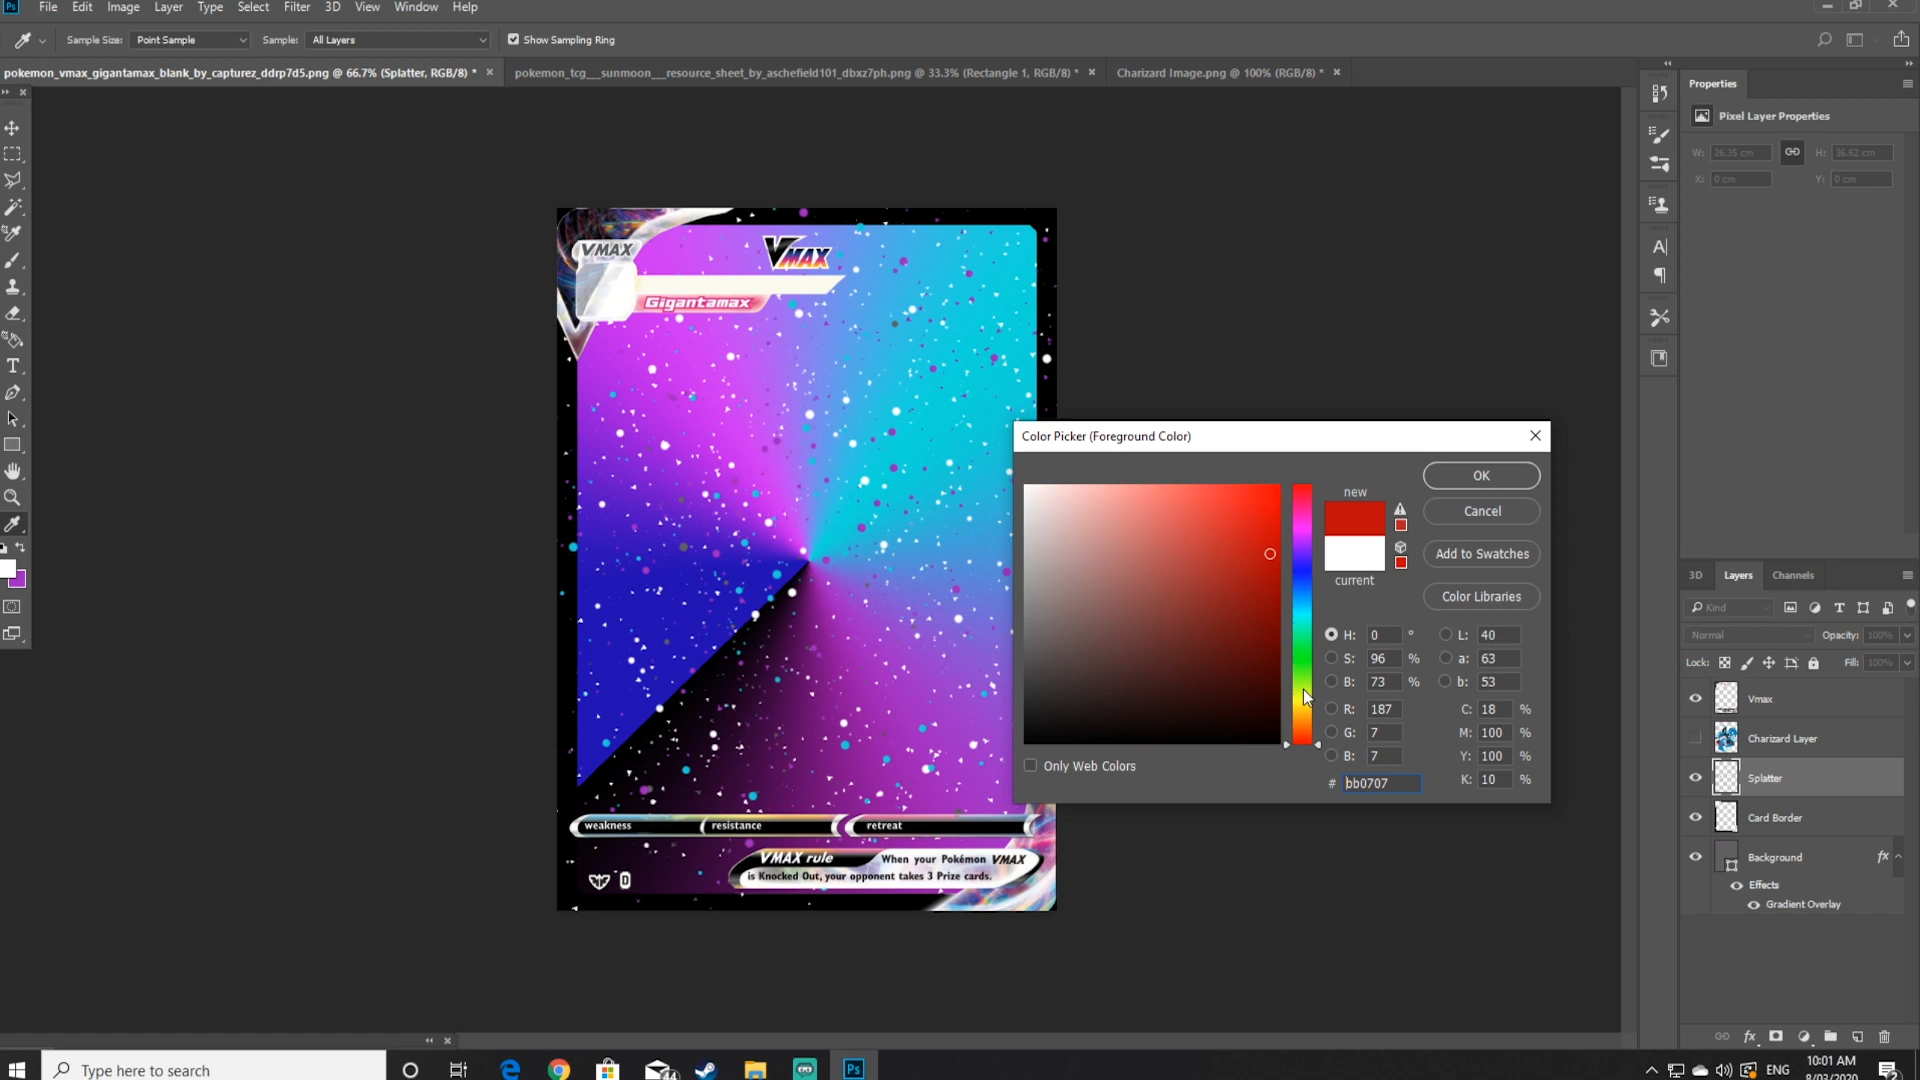 Ps File Edit Image Layer Type Select Filter 3D View Window Help
Sample Size: Point Sample Sample: All Layers Show Sampling Ring
pokemon_vmax_gigantamax_blank_by_capturez_ddrp7d5.png @ 66.7% (Splatter, RGB/8) * × pokemon_tcg__sunmoon__resource_sheet_by_aschefield101_dbxz7ph.png @ 33.3% (Rectangle 1, RGB/8) * × Charizard Image.png @ 100% (RGB/8) * ×
Properties
Pixel Layer Properties
W: 26.35 cm H: 36.62 cm
X: 0 cm Y: 0 cm
VMAX VMAX
Gigantamax
weakness resistance retreat
VMAX rule When your Pokémon VMAX
is Knocked Out, your opponent takes 3 Prize cards.
D
Color Picker (Foreground Color)
new
current
OK
Cancel
Add to Swatches
Color Libraries
H: 0 ° L: 40
S: 96 % a: 63
B: 73 % b: 53
R: 187 C: 18 %
G: 7 M: 100 %
B: 7 Y: 100 %
# bb0707 K: 10 %
Only Web Colors
3D Layers Channels
Kind
Normal Opacity: 100%
Lock: Fill: 100%
Vmax
Charizard Layer
Splatter
Card Border
Background fx
Effects
Gradient Overlay
fx
Type here to search
44
Ps
ENG
10:01 AM
8/03/2020
2